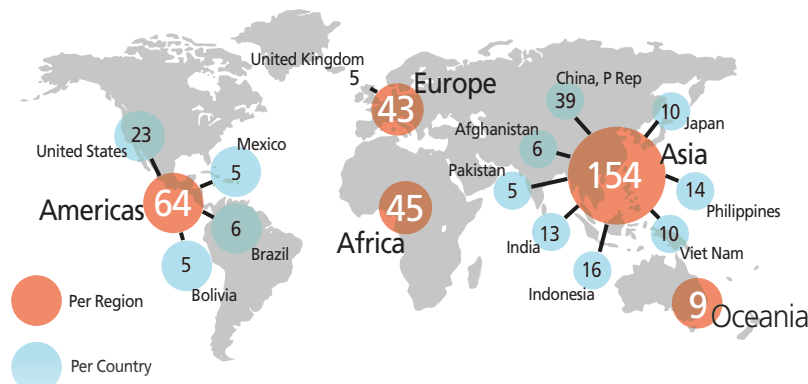 United Kingdom
5
Europe
43
China, P Rep
39
10
Japan
Afghanistan
6
Asia
154
Pakistan
5
14
Philippines
India
13
10
Viet Nam
16
Indonesia
23
United States
Mexico
5
Americas
64
6
Brazil
5
Bolivia
45
Africa
9
Oceania
Per Region
Per Country